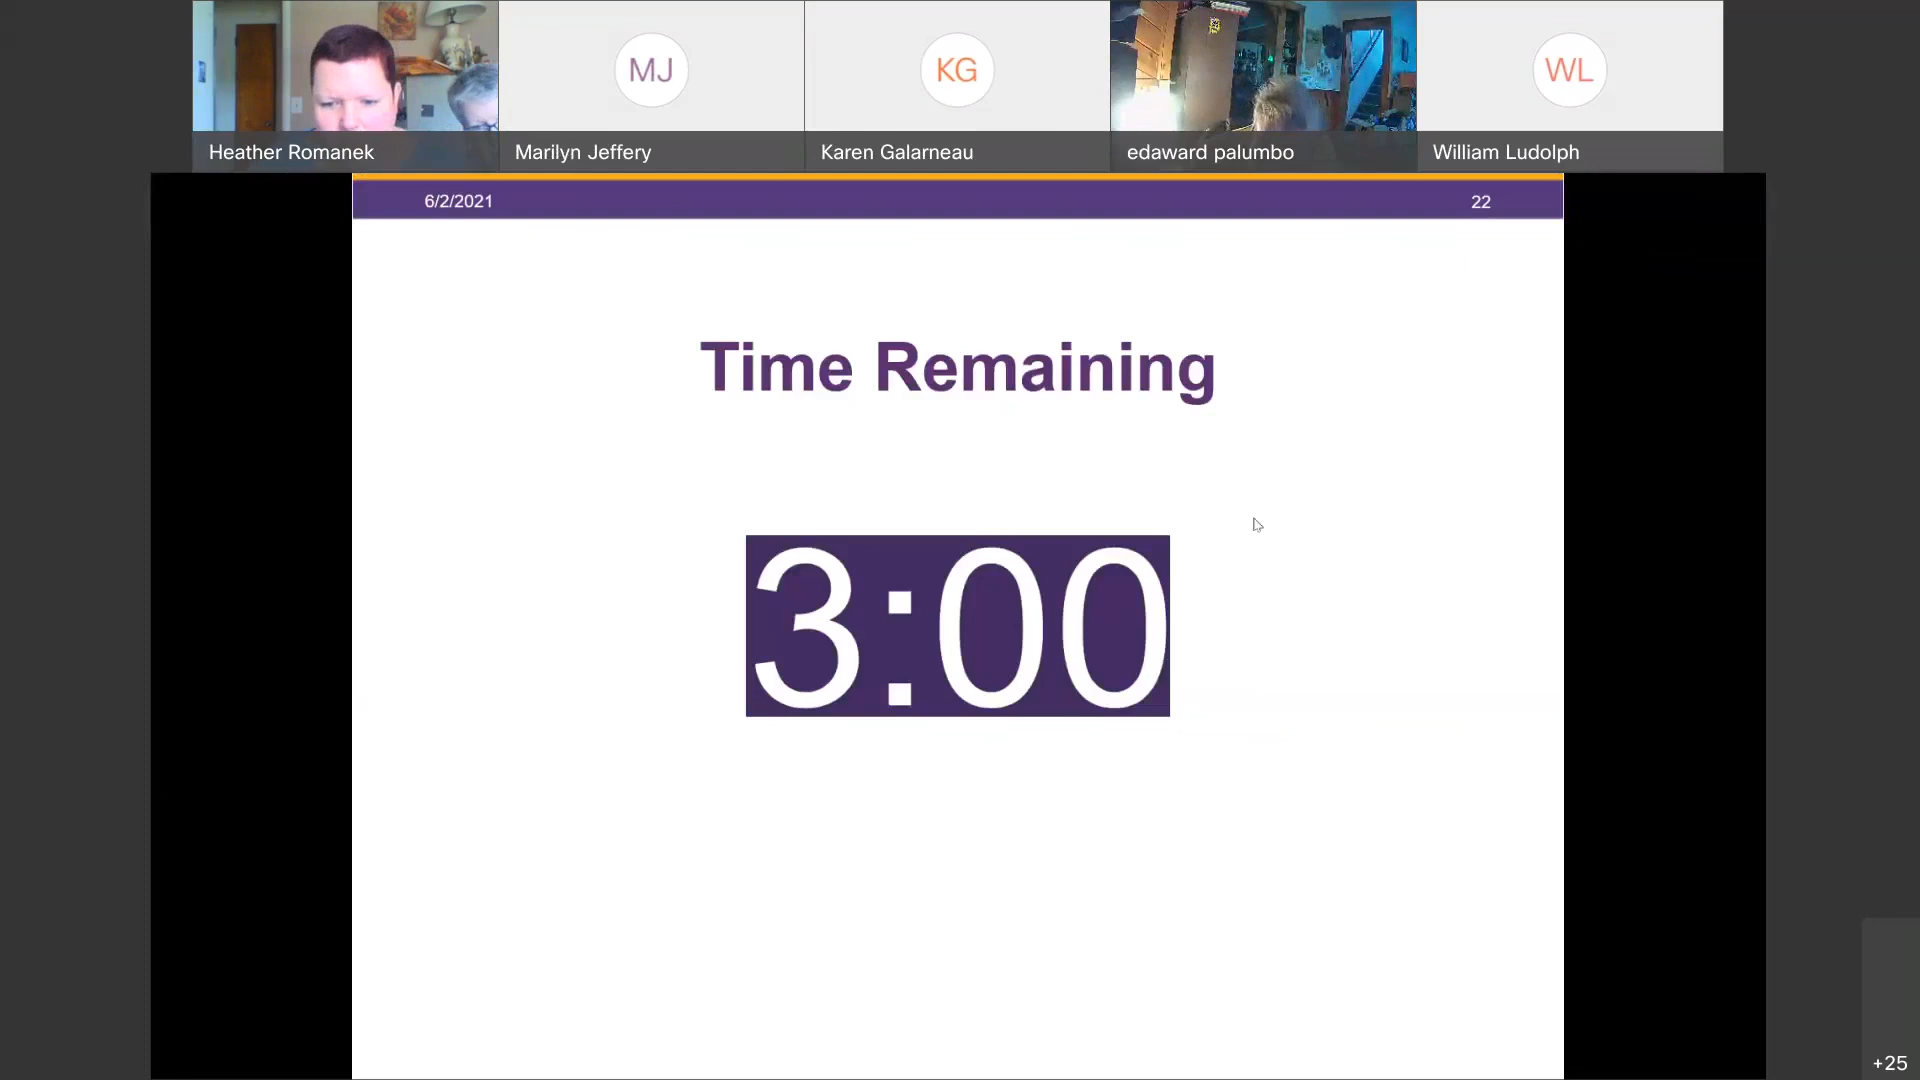 MJ
KG
WL
Heather Romanek
Marilyn Jeffery
Karen Galarneau
edaward palumbo
William Ludolph
6/2/2021
22
Time Remaining
3:00
+25